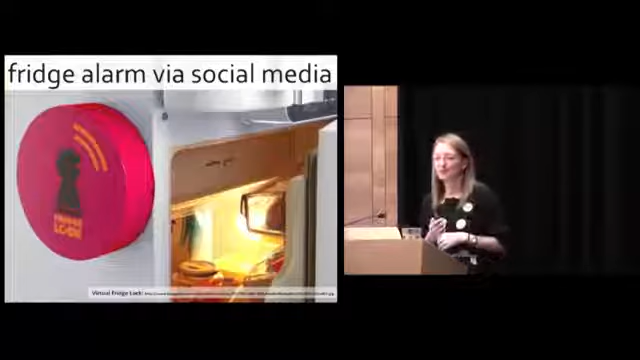 fridge alarm via social media
FRIDGE
LOCK
Virtual Fridge Lock: